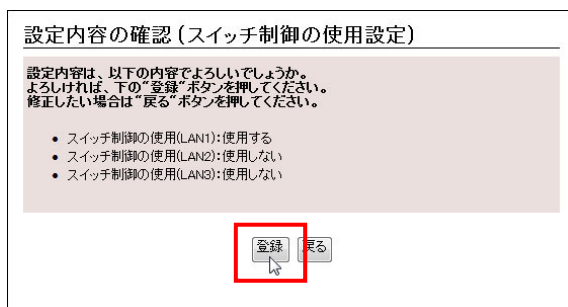 設定内容の確認(スイッチ制御の使用設定)
設定内容は、以下の内容でよろしいでしょうか。
よろしければ、下の"登録"ボタンを押してください。
修正したい場合は"戻る"ボタンを押してください。
• スイッチ制御の使用(LAN1):使用する
• スイッチ制御の使用(LAN2):使用しない
• スイッチ制御の使用(LAN3):使用しない
登録 戻る